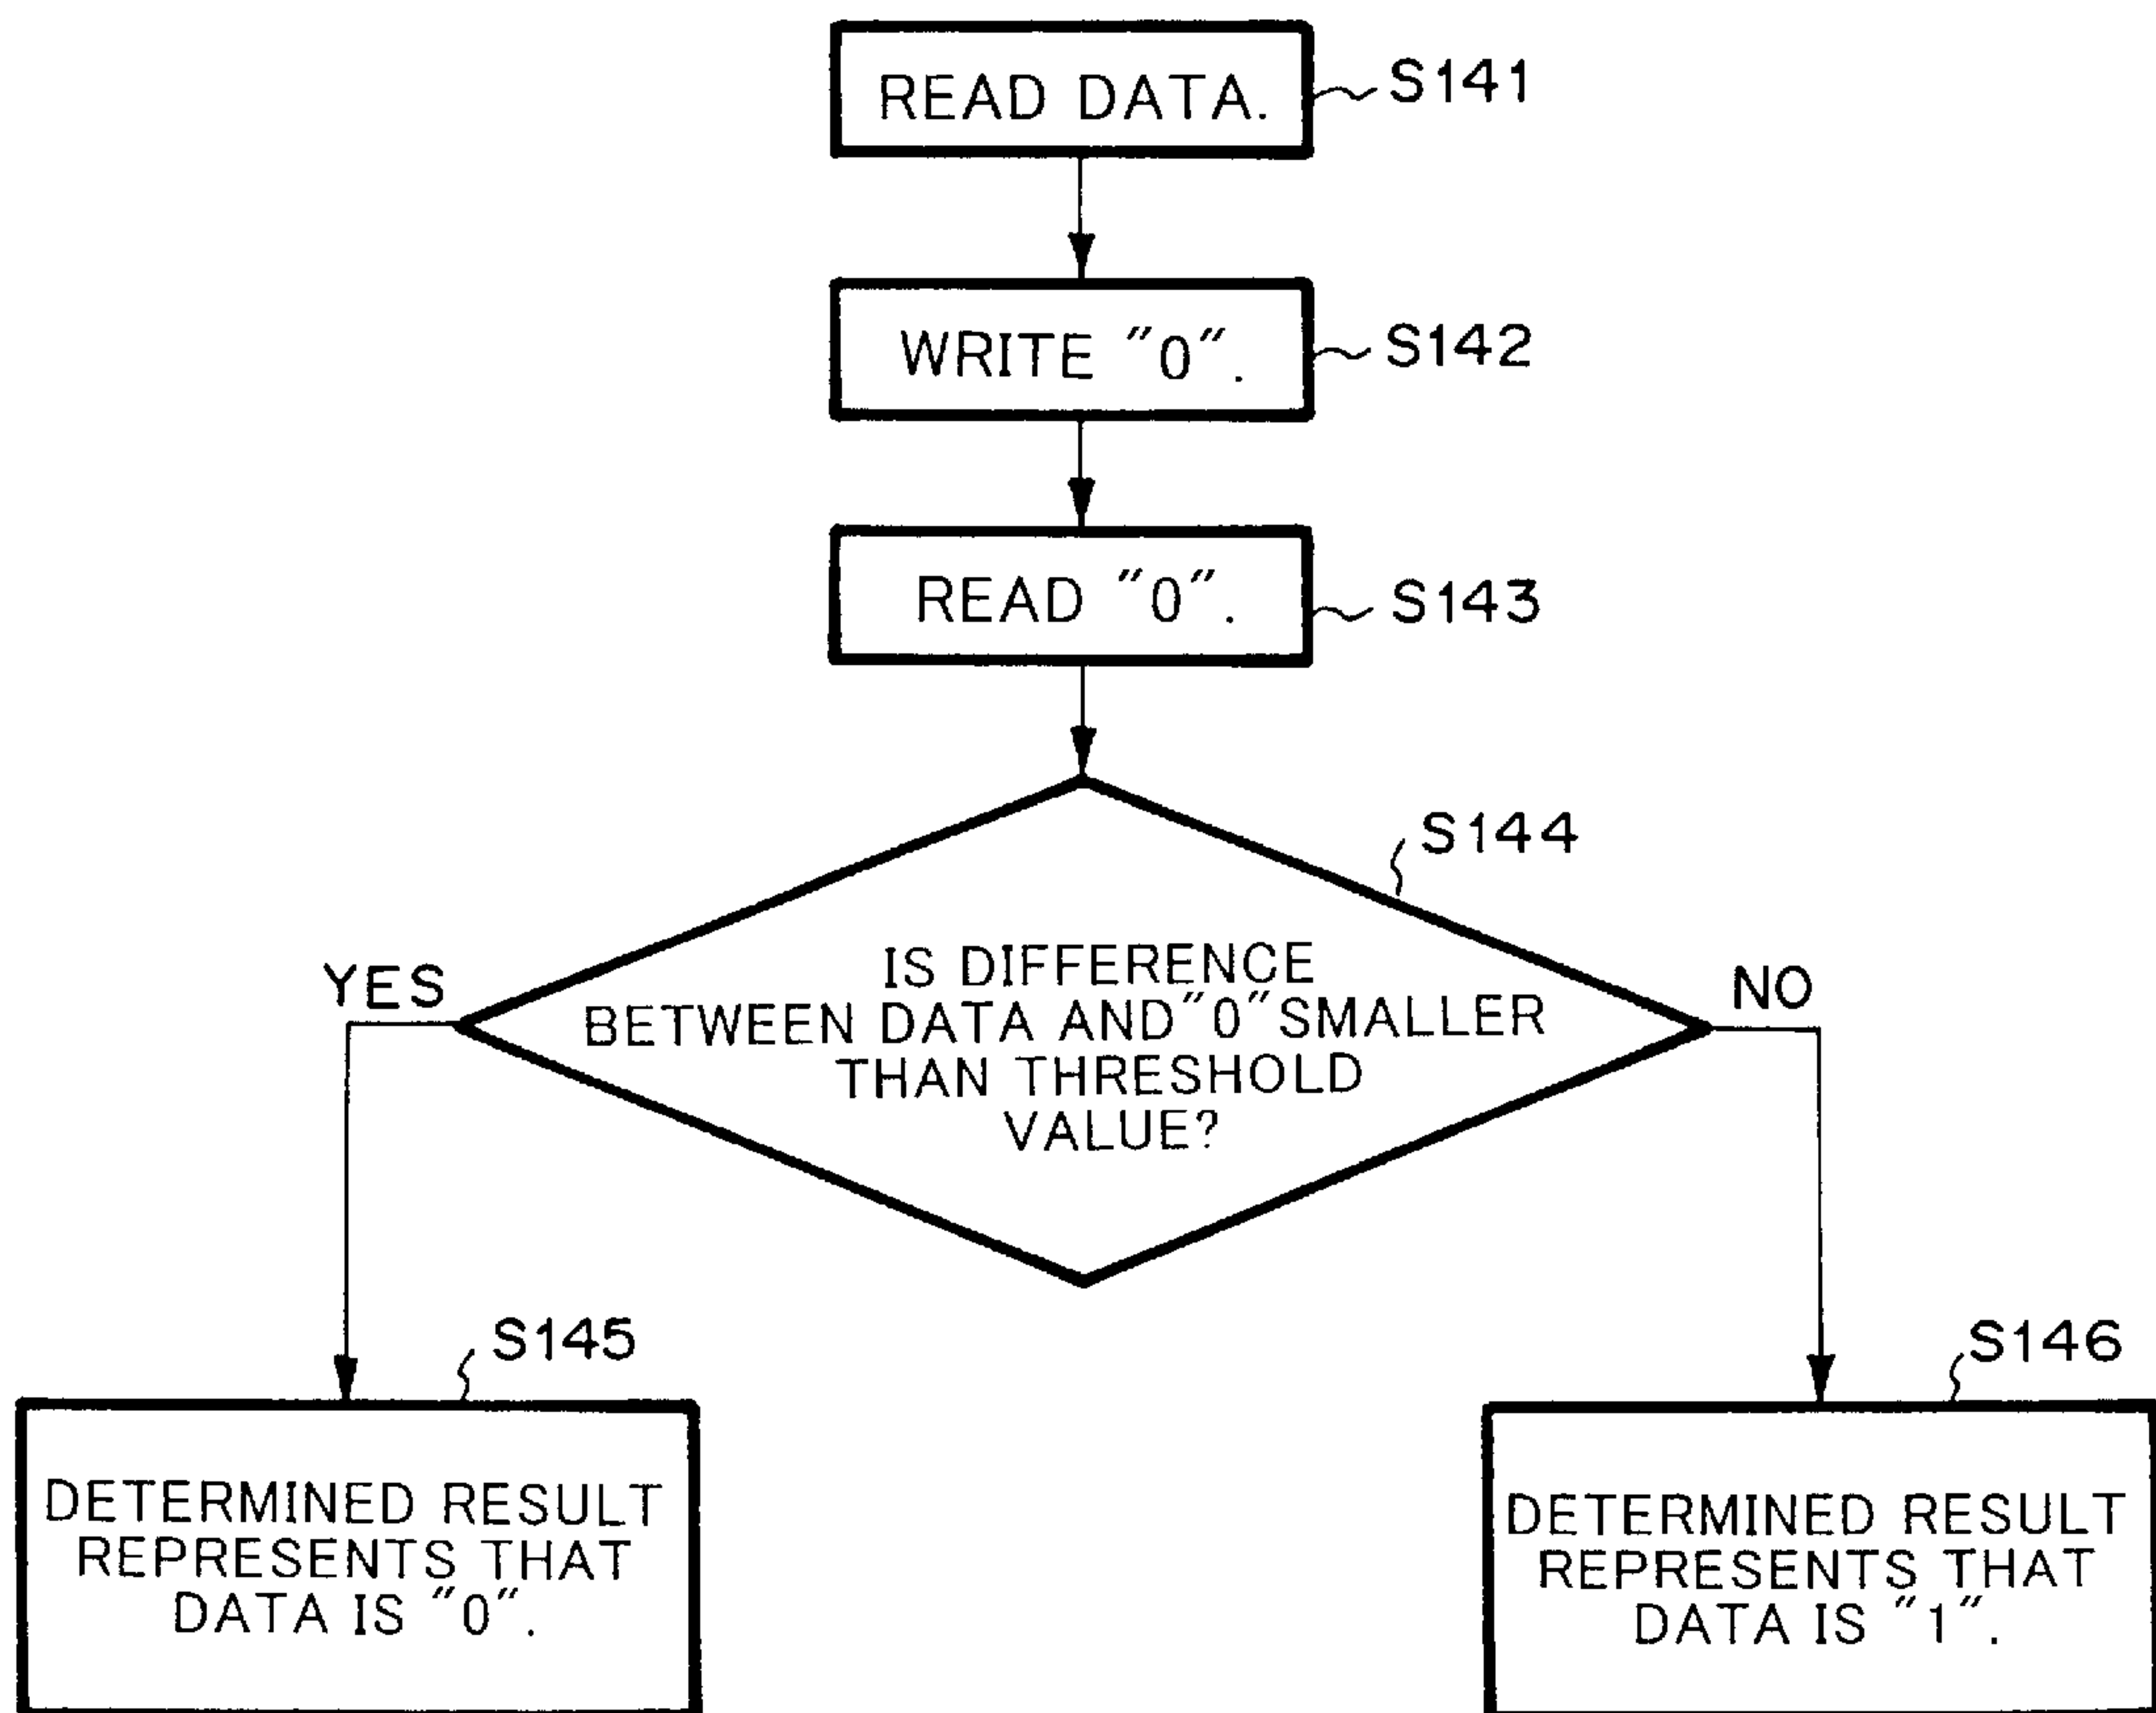 READ DATA.
S141
WRITE "0".
S142
READ "0".
S143
S144
IS DIFFERENCE
BETWEEN DATA AND "0" SMALLER
THAN THRESHOLD
VALUE?
YES
NO
S145
S146
DETERMINED RESULT
REPRESENTS THAT
DATA IS "0".
DETERMINED RESULT
REPRESENTS THAT
DATA IS "1".